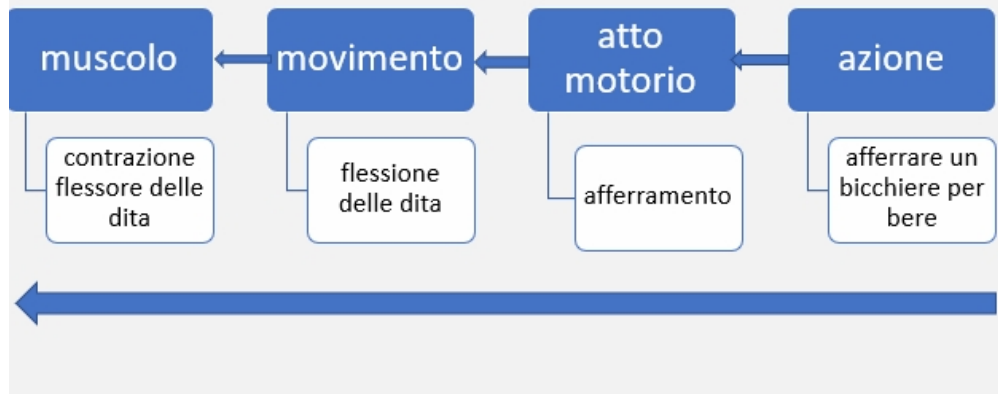 muscolo
movimento
atto
motorio
azione
contrazione
flessore delle
dita
flessione
delle dita
afferramento
afferrare un
bicchiere per
bere